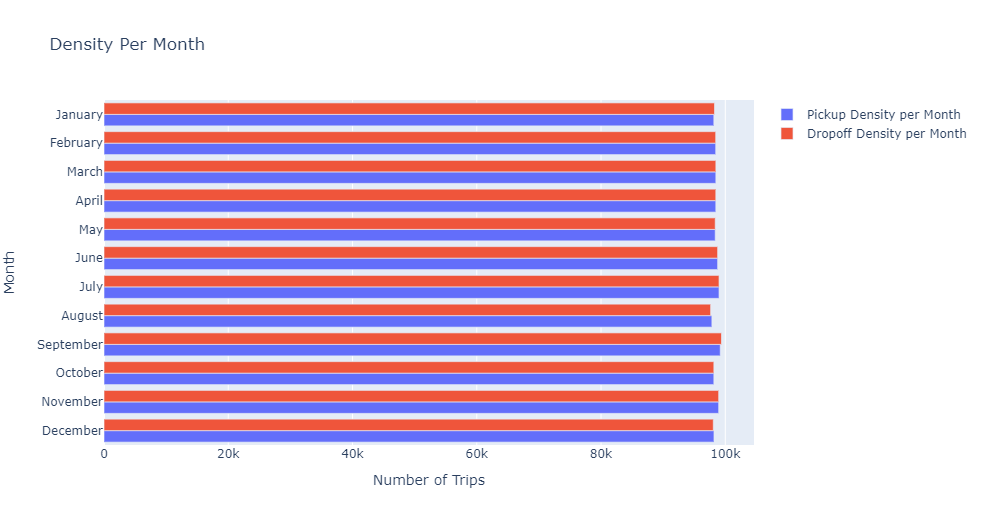 Density Per Month
Pickup Density per Month
Dropoff Density per Month
Month
January
February
March
April
May
June
July
August
September
October
November
December
0 20k 40k 60k 80k 100k
Number of Trips